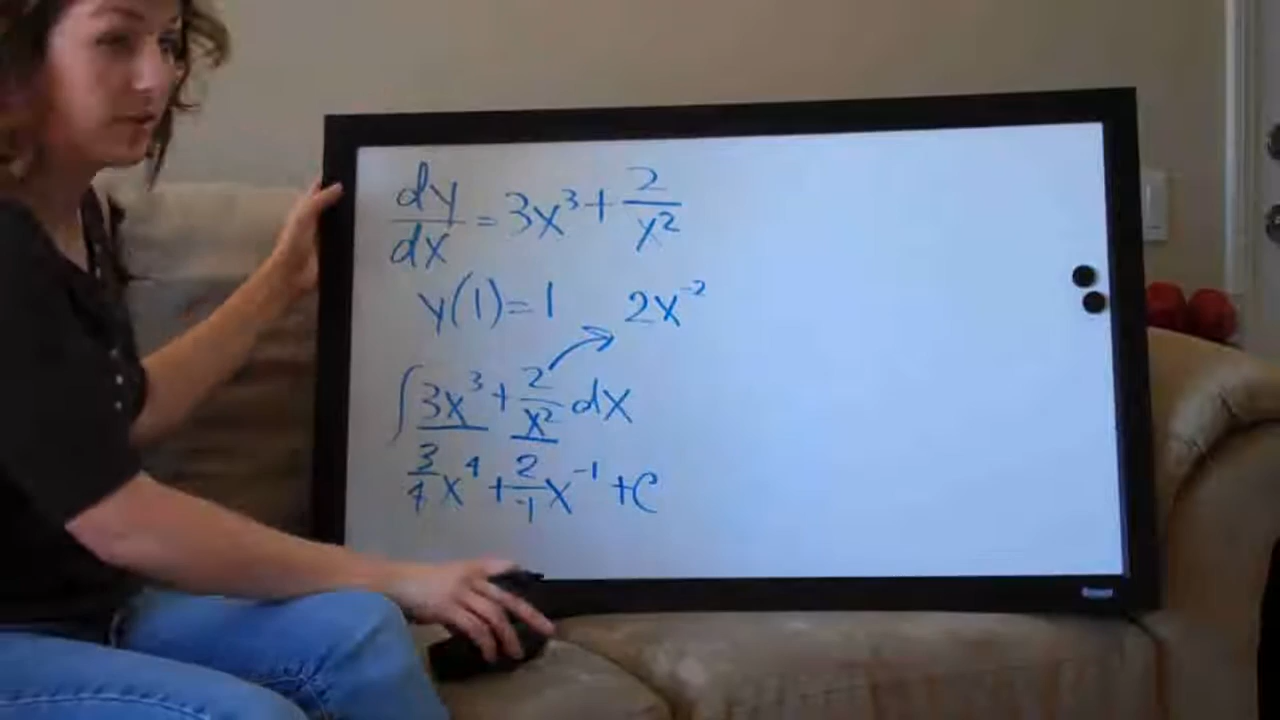 dy/dx = 3x³ + 2/x²
y(1) = 1
2x⁻²
∫ 3x³ + 2/x² dx
3/4 x⁴ + 2/-1 x⁻¹ + C